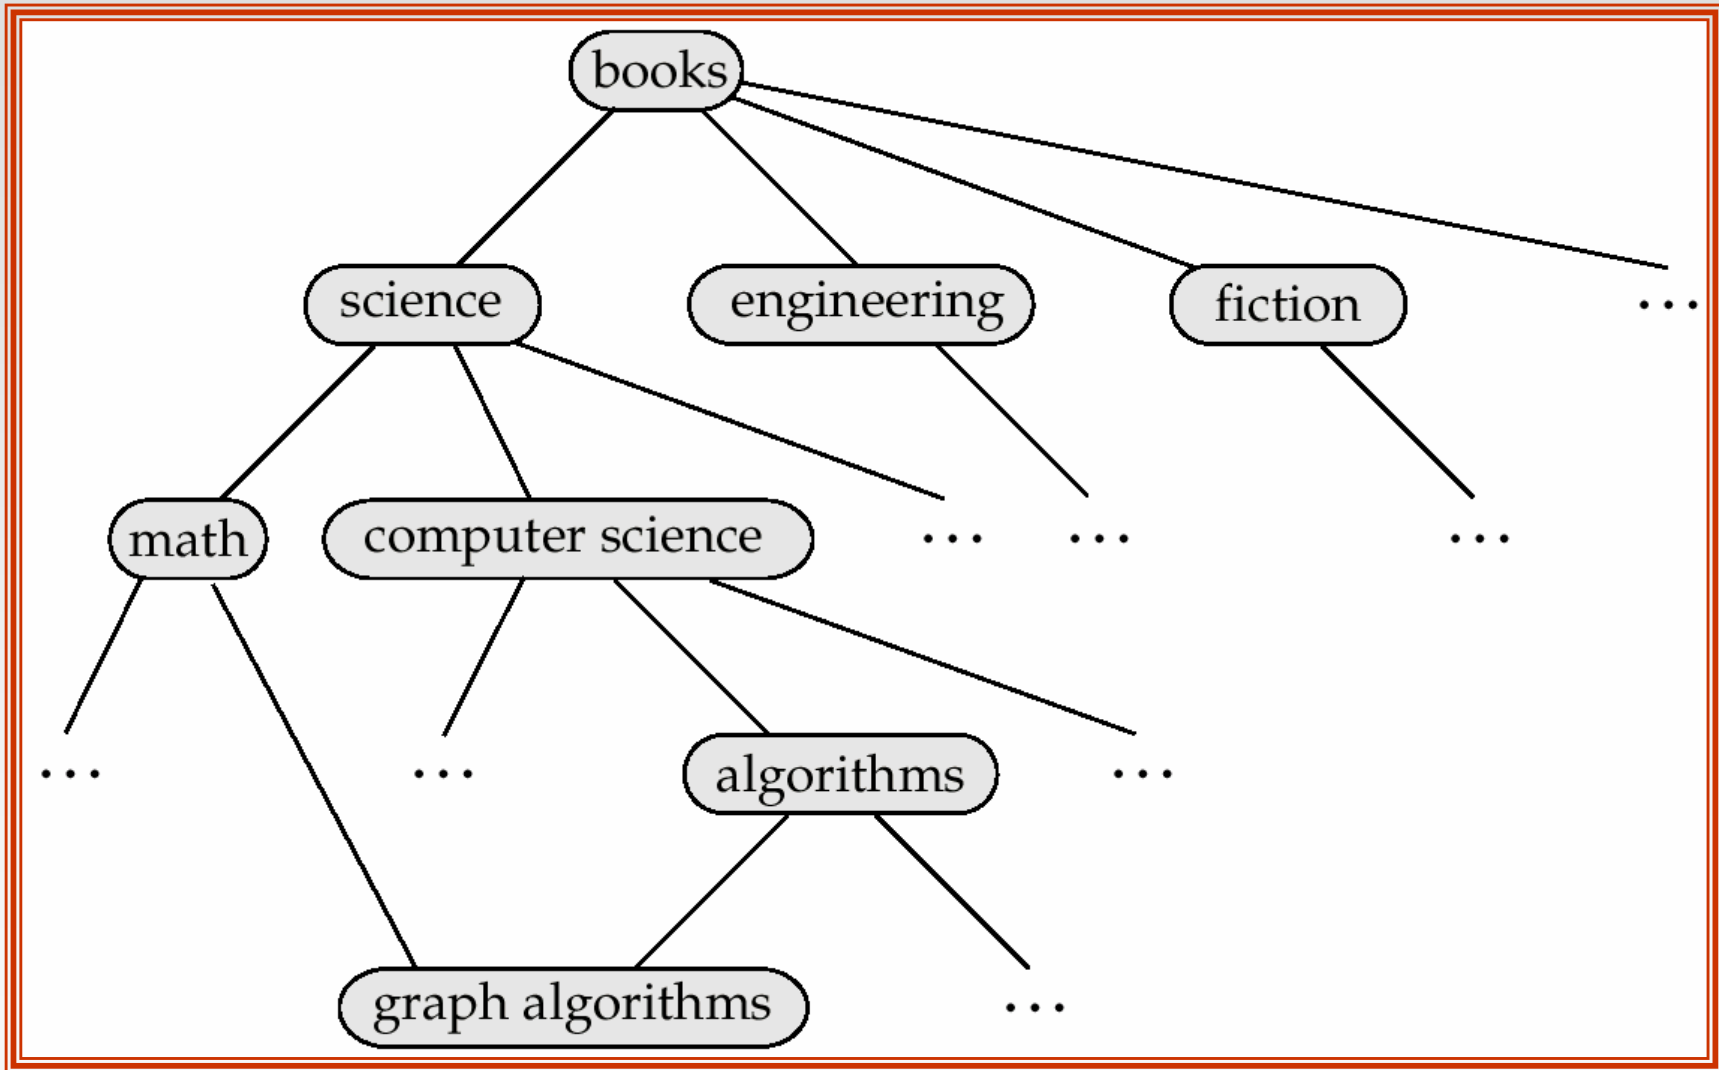 books
science
engineering
fiction
...
math
computer science
...
...
...
...
...
algorithms
...
graph algorithms
...